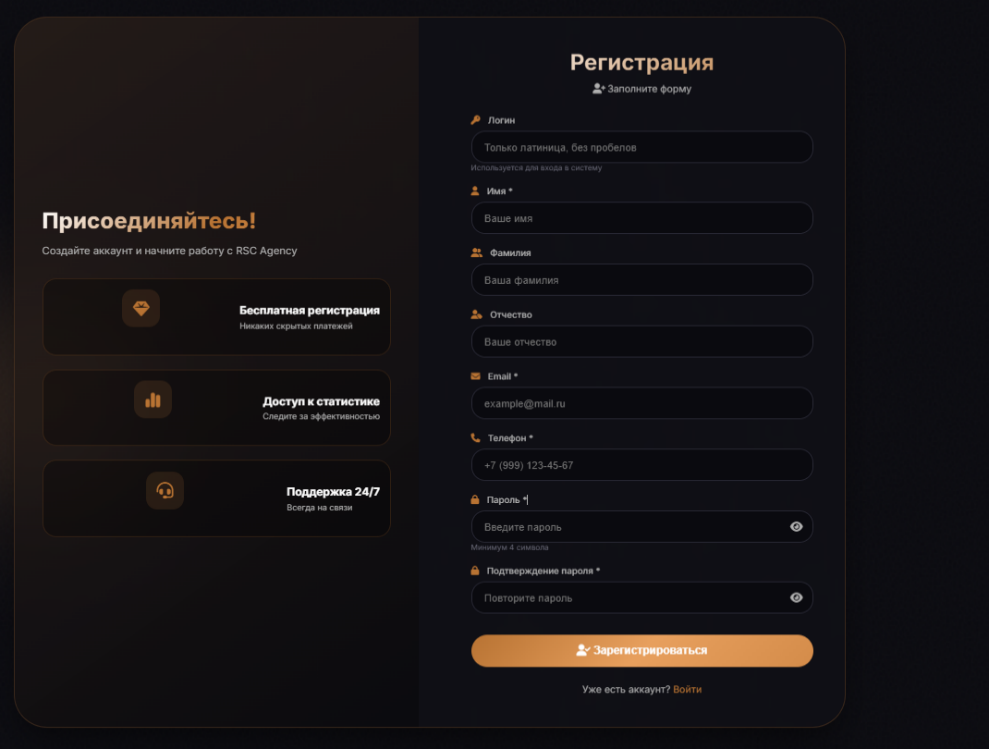 Присоединяйтесь!
Создайте аккаунт и начните работу с RSC Agency
Бесплатная регистрация
Никаких скрытых платежей
Доступ к статистике
Следите за эффективностью
Поддержка 24/7
Всегда на связи
Регистрация
Заполните форму
Логин
Только латиница, без пробелов
Используется для входа в систему
Имя *
Ваше имя
Фамилия
Ваша фамилия
Отчество
Ваше отчество
Email *
example@mail.ru
Телефон *
+7 (999) 123-45-67
Пароль *
Введите пароль
Минимум 4 символа
Подтверждение пароля *
Повторите пароль
Зарегистрироваться
Уже есть аккаунт? Войти